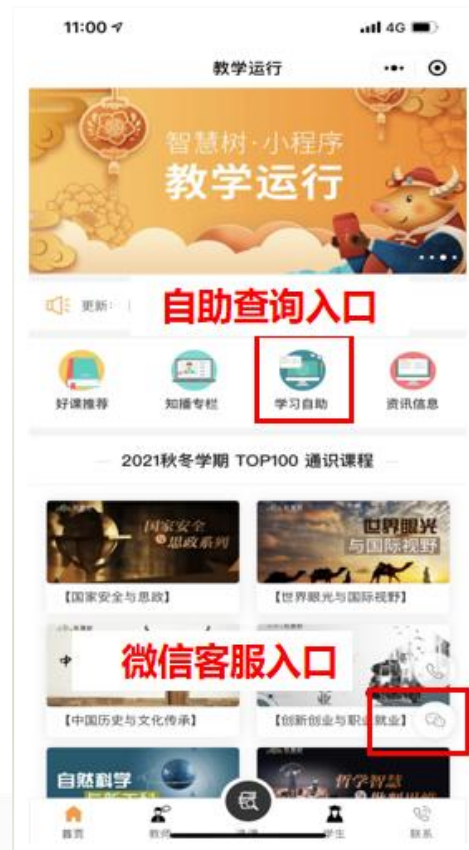 11:00
4G
教学运行
智慧树·小程序
教学运行
更新:
自助查询入口
好课推荐
知播专栏
学习自助
资讯信息
2021秋冬学期 TOP100 通识课程
国家安全
与思政系列
世界眼光
与国际视野
【国家安全与思政】
【世界眼光与国际视野】
中
微信客服入口
业
【中国历史与文化传承】
【创新创业与职业就业】
自然科学
哲学智慧
首页
教师
学生
联系